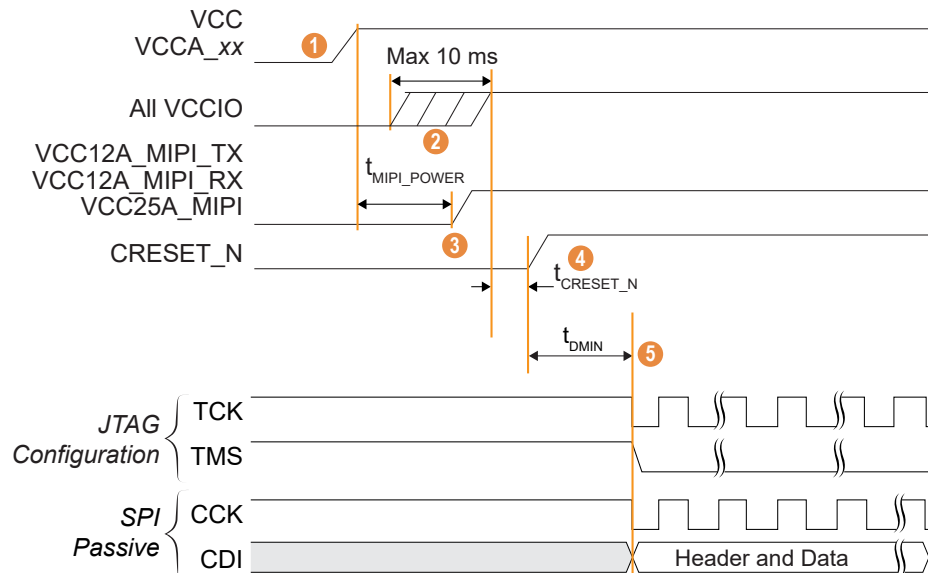 VCC
VCCA_xx
1
Max 10 ms
All VCCIO
2
VCC12A_MIPI_TX
VCC12A_MIPI_RX
VCC25A_MIPI
tMIPI_POWER
3
CRESET_N
4
tCRESET_N
tDMIN
5
JTAG
Configuration
TCK
TMS
SPI
Passive
CCK
CDI
Header and Data